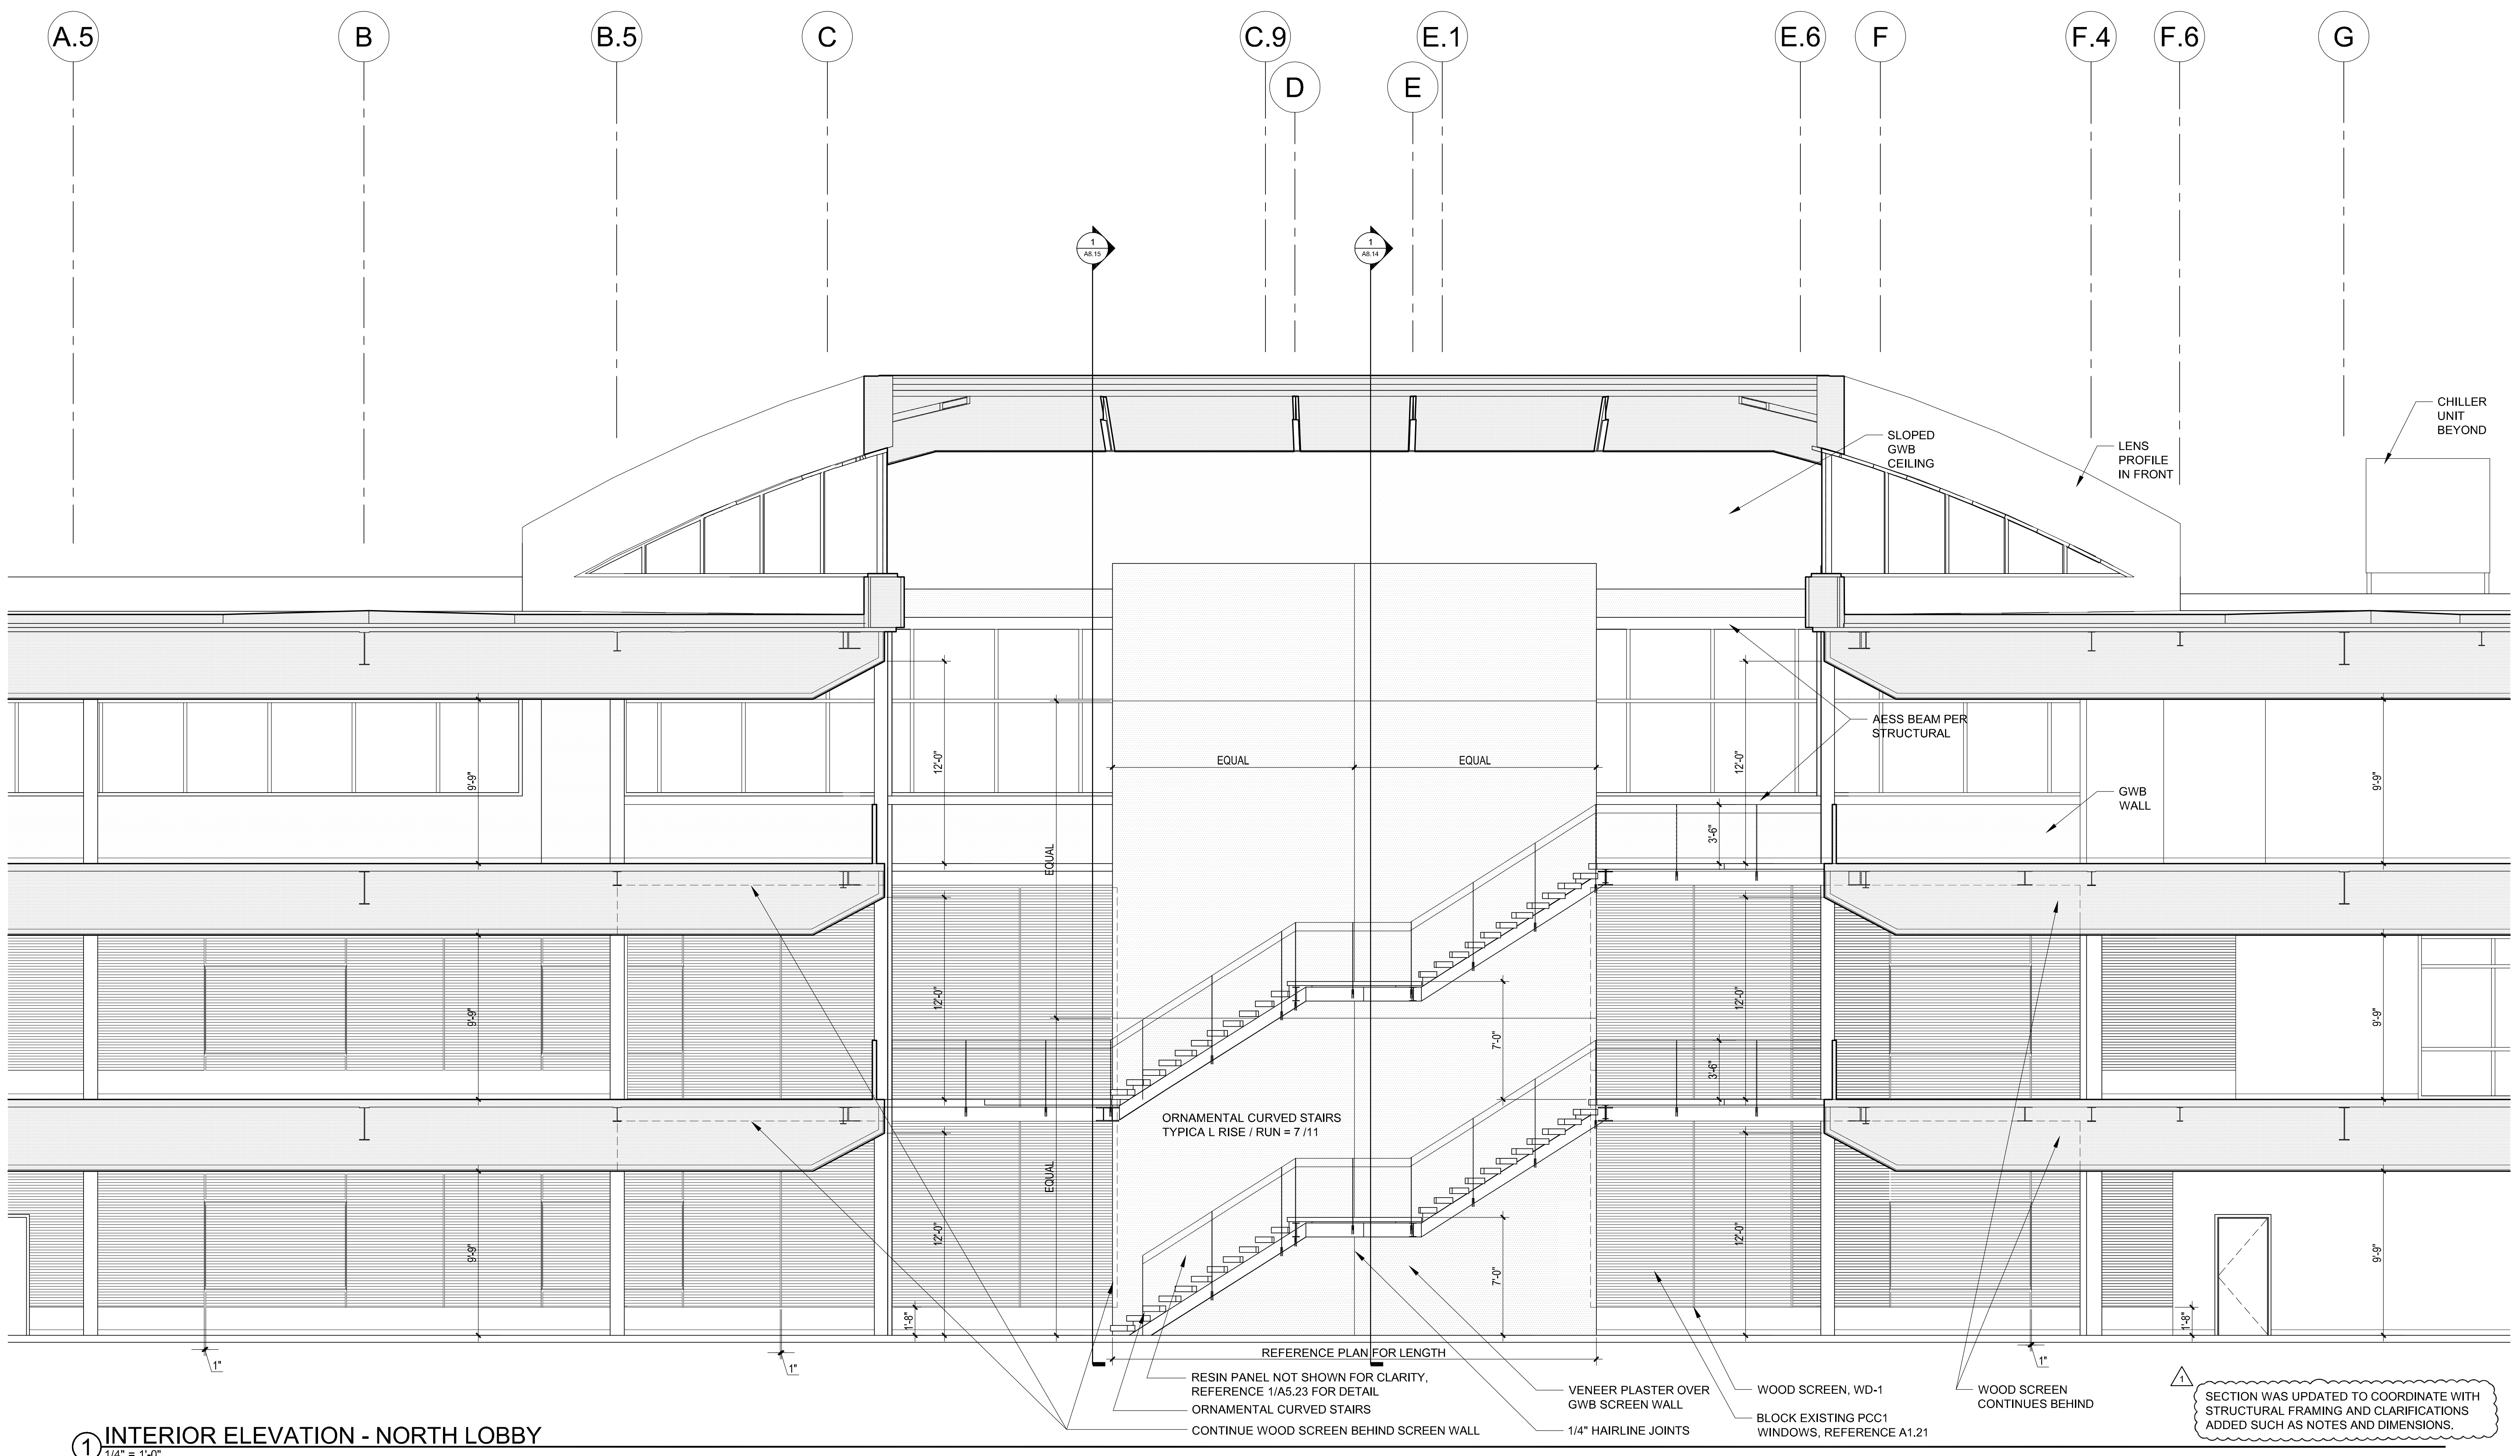 A.5
B
B.5
C
C.9
D
E
E.1
E.6
F
F.4
F.6
G
1
A8.15
1
A8.14
CHILLER
UNIT
BEYOND
SLOPED
GWB
CEILING
LENS
PROFILE
IN FRONT
AESS BEAM PER
STRUCTURAL
EQUAL
EQUAL
9'-9"
12'-0"
12'-0"
9'-9"
GWB
WALL
3'-6"
EQUAL
9'-9"
12'-0"
7'-0"
12'-0"
9'-9"
3'-6"
ORNAMENTAL CURVED STAIRS
TYPICA L RISE / RUN = 7 /11
EQUAL
9'-9"
12'-0"
7'-0"
12'-0"
9'-9"
1'-8"
1'-8"
REFERENCE PLAN FOR LENGTH
1"
1"
1"
RESIN PANEL NOT SHOWN FOR CLARITY,
REFERENCE 1/A5.23 FOR DETAIL
ORNAMENTAL CURVED STAIRS
CONTINUE WOOD SCREEN BEHIND SCREEN WALL
VENEER PLASTER OVER
GWB SCREEN WALL
1/4" HAIRLINE JOINTS
WOOD SCREEN, WD-1
BLOCK EXISTING PCC1
WINDOWS, REFERENCE A1.21
WOOD SCREEN
CONTINUES BEHIND
1
SECTION WAS UPDATED TO COORDINATE WITH
STRUCTURAL FRAMING AND CLARIFICATIONS
ADDED SUCH AS NOTES AND DIMENSIONS.
1
INTERIOR ELEVATION - NORTH LOBBY
1/4" = 1'-0"